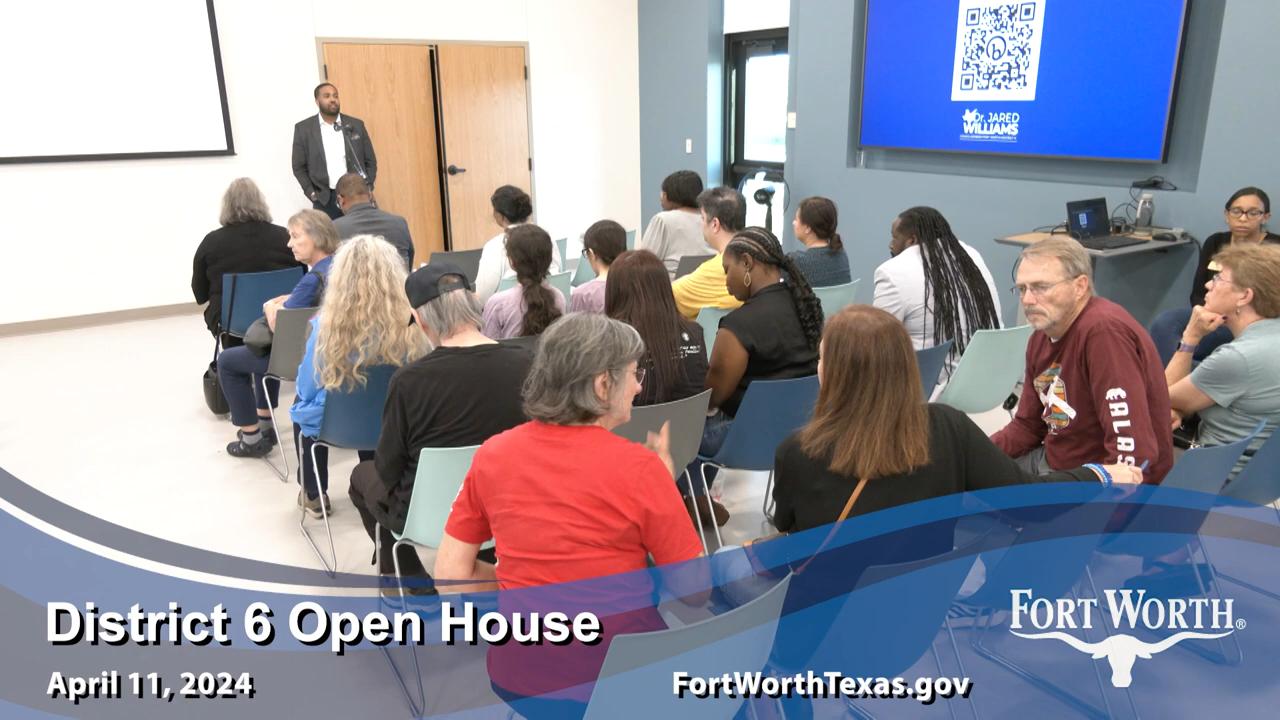 Dr. JARED
WILLIAMS
District 6 Open House
April 11, 2024
FortWorthTexas.gov
FORT WORTH®